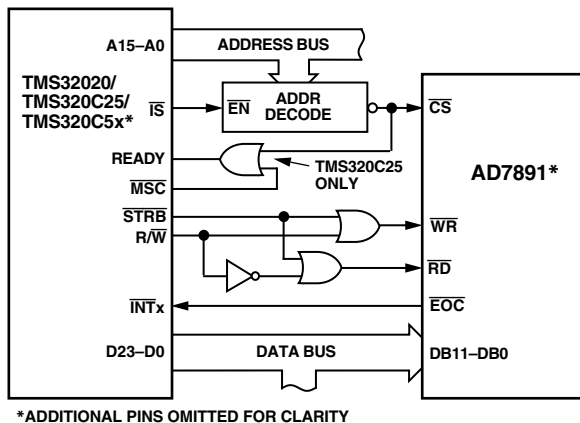 A15–A0
ADDRESS BUS
TMS32020/
TMS320C25/
TMS320C5x*
IS
EN
ADDR
DECODE
CS
READY
TMS320C25
ONLY
MSC
AD7891*
STRB
R/W
WR
RD
INTx
EOC
D23–D0
DATA BUS
DB11–DB0
*ADDITIONAL PINS OMITTED FOR CLARITY